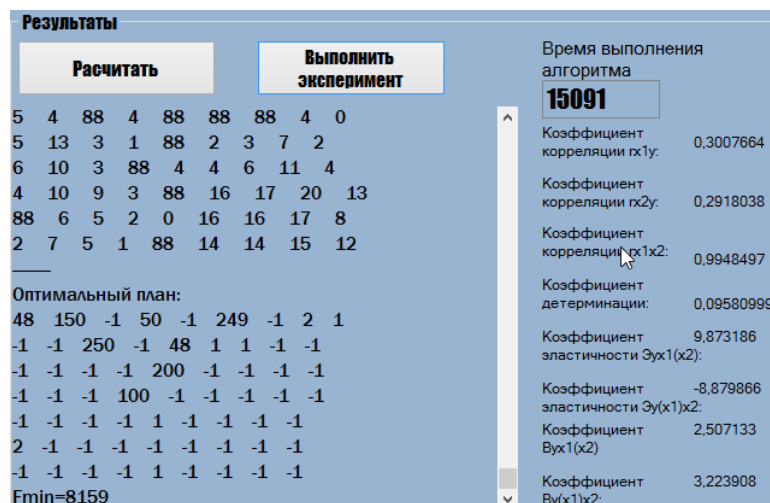 Результаты
Расчитать
Выполнить
эксперимент
5 4 88 4 88 88 88 4 0
5 13 3 1 88 2 3 7 2
6 10 3 88 4 4 6 11 4
4 10 9 3 88 16 17 20 13
88 6 5 2 0 16 16 17 8
2 7 5 1 88 14 14 15 12
Оптимальный план:
48 150 -1 50 -1 249 -1 2 1
-1 -1 250 -1 48 1 1 -1 -1
-1 -1 -1 -1 200 -1 -1 -1 -1
-1 -1 -1 100 -1 -1 -1 -1 -1
-1 -1 -1 -1 1 -1 -1 -1 -1
2 -1 -1 -1 -1 -1 -1 -1 -1
-1 -1 -1 -1 1 -1 -1 -1 -1
Fmin=8159
Время выполнения
алгоритма
15091
Коэффициент
корреляции rx1y: 0,3007664
Коэффициент
корреляции rx2y: 0,2918038
Коэффициент
корреляции rx1x2: 0,9948497
Коэффициент
детерминации: 0,09580999
Коэффициент 9,873186
эластичности Эyx1(x2):
Коэффициент -8,879866
эластичности Эy(x1)x2:
Коэффициент 2,507133
Вyx1(x2)
Коэффициент 3,223908
Вy(x1)x2: